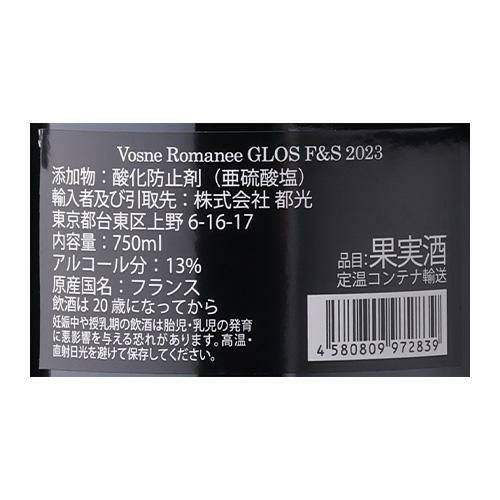 Vosne Romanee GLOS F&S 2023
添加物：酸化防止剤（亜硫酸塩）
輸入者及び引取先：株式会社 都光
東京都台東区上野 6-16-17
内容量：750ml
アルコール分：13%
原産国名：フランス
飲酒は 20 歳になってから
妊娠中や授乳期の飲酒は胎児・乳児の発育
に悪影響を与える恐れがあります。高温・
直射日光を避けて保存してください。
品目：果実酒
定温コンテナ輸送
4 580809 972839